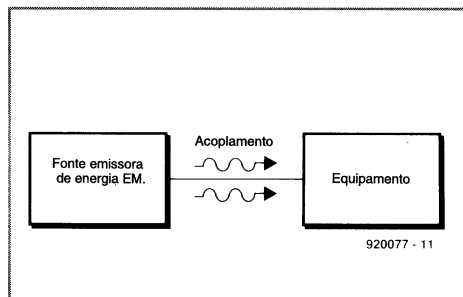 Acoplamento
Fonte emissora
de energia EM.
Equipamento
920077 - 11